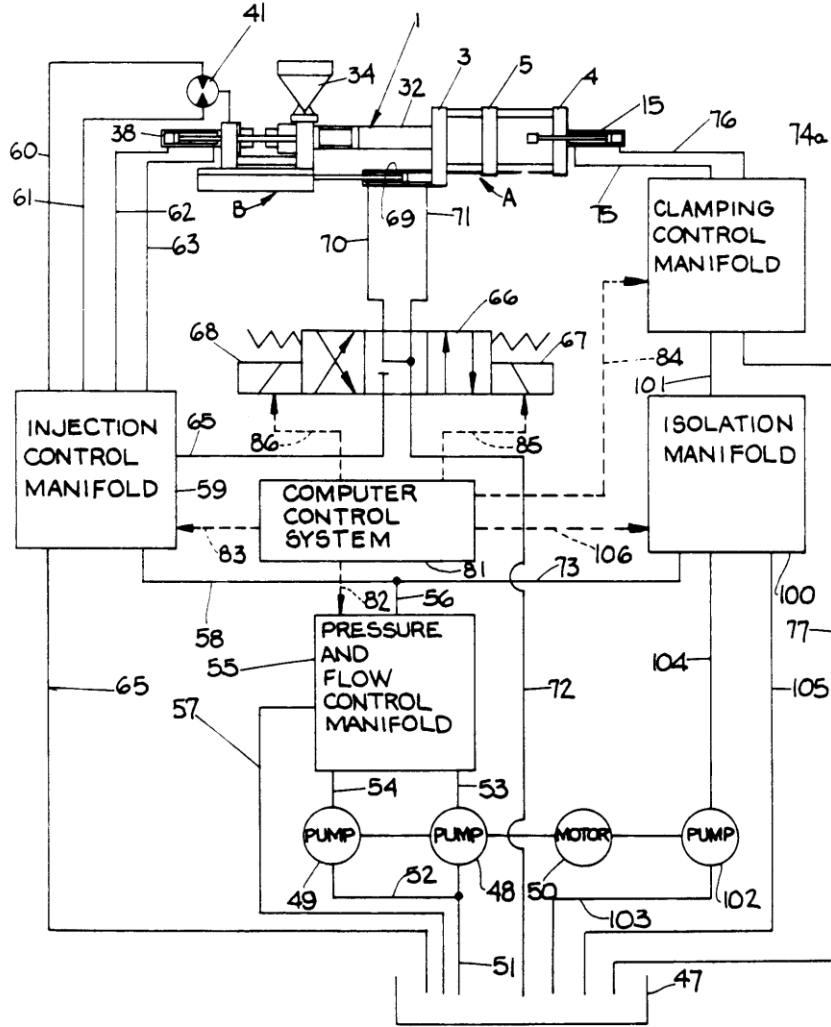 1
41
34
32
3
5
4
15
76
74a
38
60
61
62
63
B
69
70
71
A
75
CLAMPING
CONTROL
MANIFOLD
66
68
67
84
101
86
85
65
INJECTION
CONTROL
MANIFOLD
59
ISOLATION
MANIFOLD
COMPUTER
CONTROL
SYSTEM
83
106
81
73
100
58
82
56
PRESSURE
AND
FLOW
CONTROL
MANIFOLD
55
77
104
65
57
72
105
54
53
PUMP
PUMP
MOTOR
PUMP
49
52
48
50
103
102
51
47